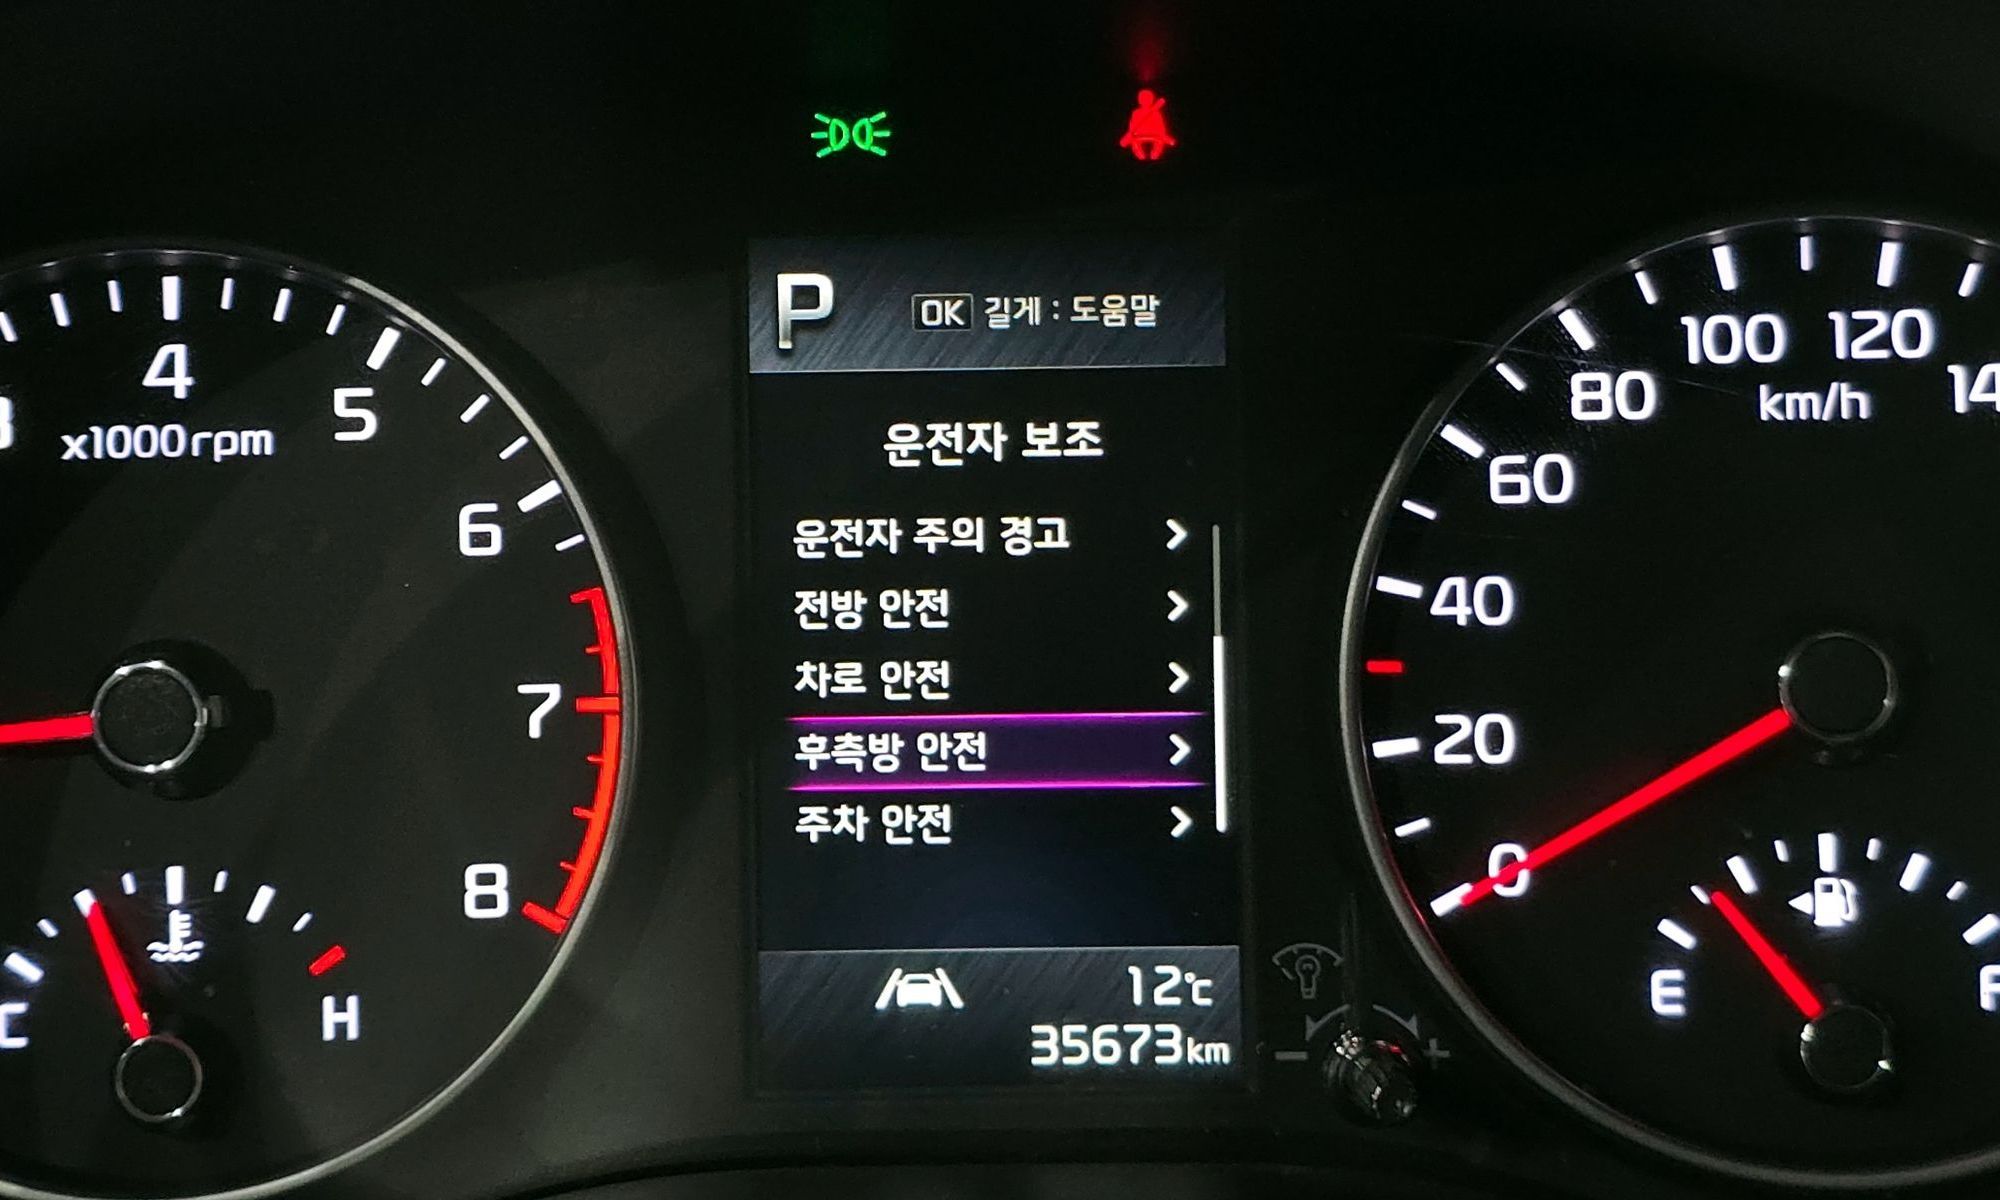 P
OK 길게 : 도움말
운전자 보조
운전자 주의 경고 >
전방 안전 >
차로 안전 >
후측방 안전 >
주차 안전 >
12℃
35673km
4
5
6
7
8
x1000rpm
C
H
0
20
40
60
80
100
120
km/h
E
- +